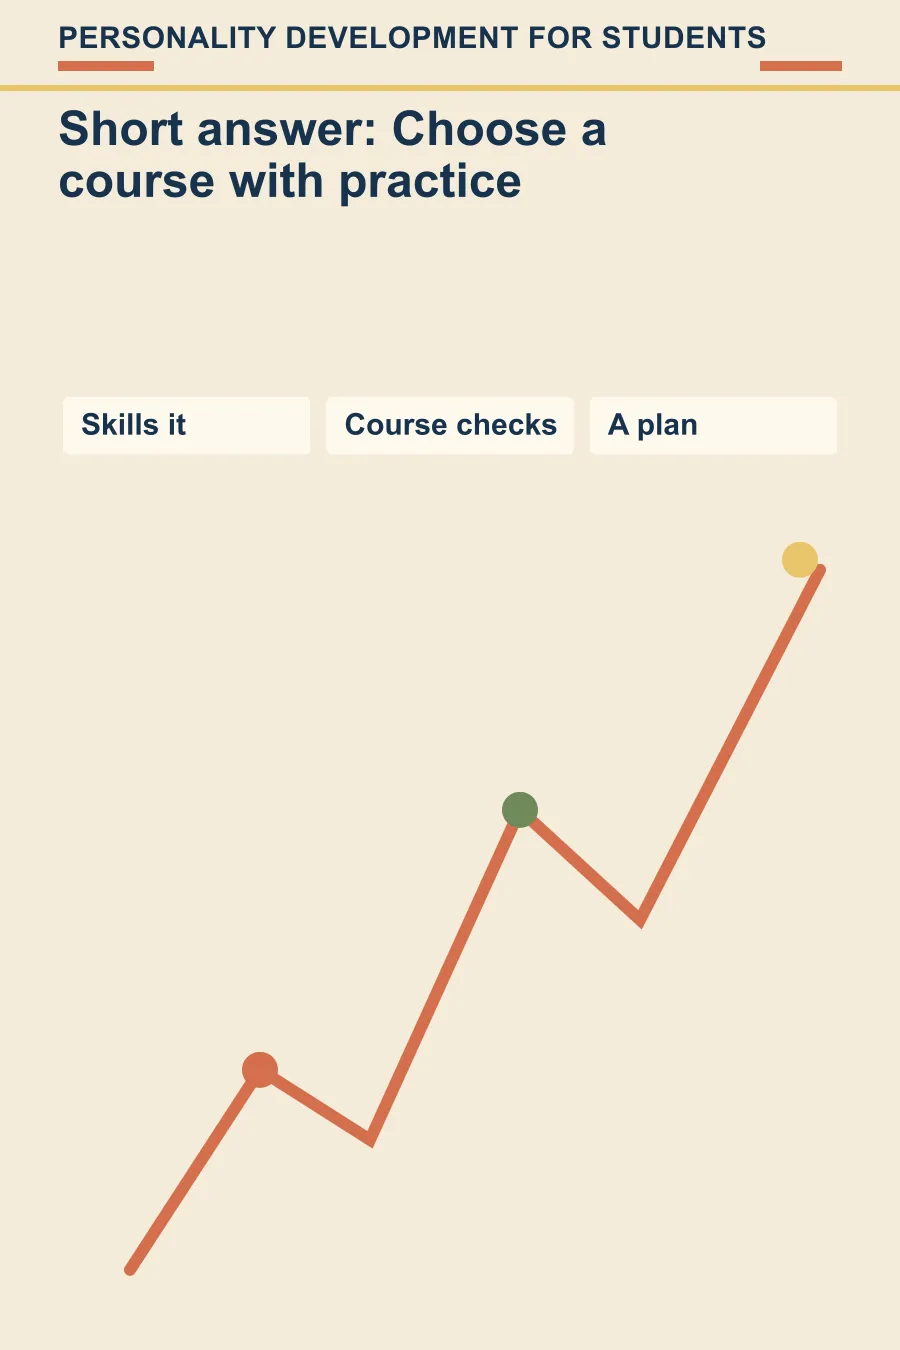 PERSONALITY DEVELOPMENT FOR STUDENTS
Short answer: Choose a
course with practice
Skills it
Course checks
A plan